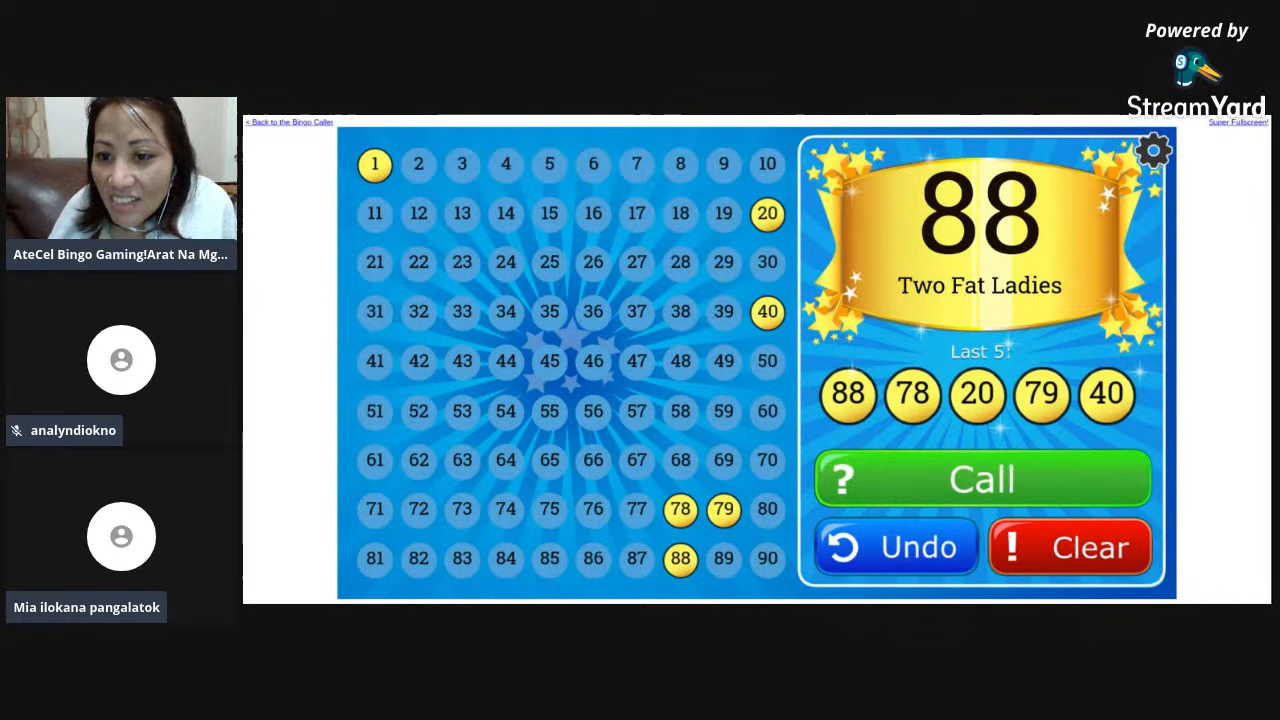 Powered by
StreamYard
< Back to the Bingo Caller
Super Fullscreen!
AteCel Bingo Gaming!Arat Na Mg...
analyndiokno
Mia ilokana pangalatok
1 2 3 4 5 6 7 8 9 10
11 12 13 14 15 16 17 18 19 20
21 22 23 24 25 26 27 28 29 30
31 32 33 34 35 36 37 38 39 40
41 42 43 44 45 46 47 48 49 50
51 52 53 54 55 56 57 58 59 60
61 62 63 64 65 66 67 68 69 70
71 72 73 74 75 76 77 78 79 80
81 82 83 84 85 86 87 88 89 90
88
Two Fat Ladies
Last 5:
88 78 20 79 40
? Call
Undo
! Clear